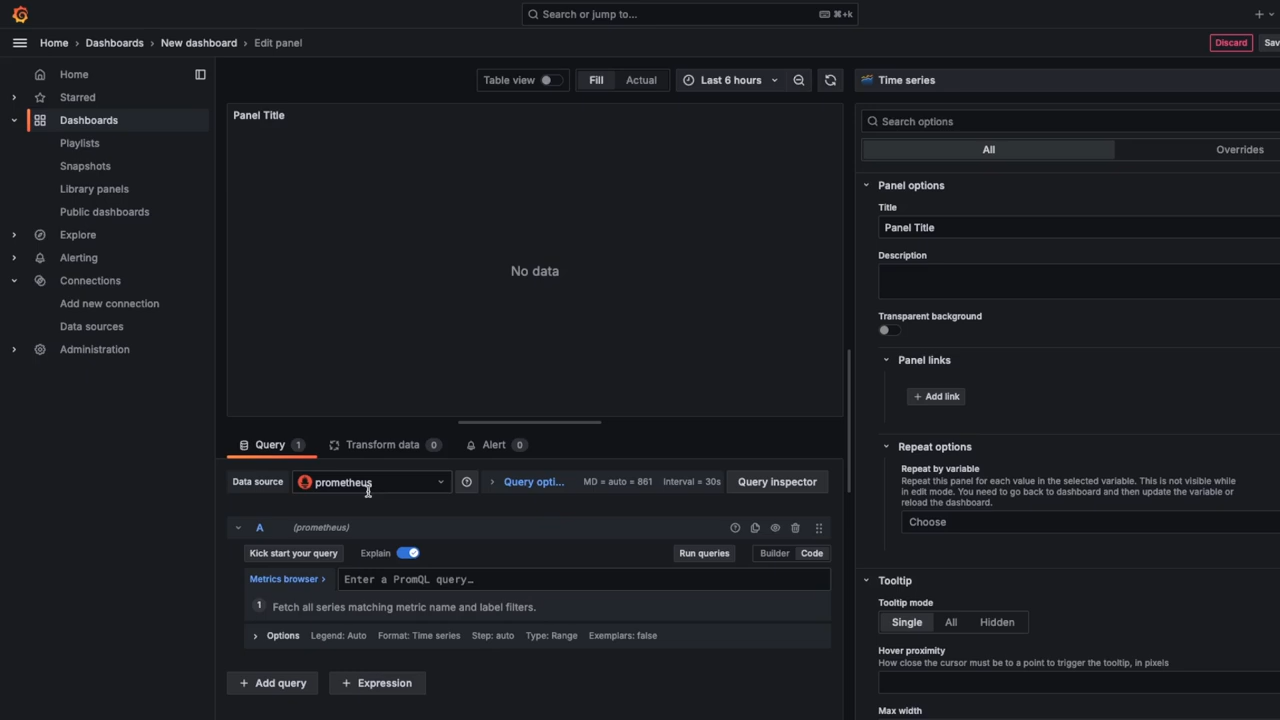 Search or jump to...
⌘+k
Home › Dashboards › New dashboard › Edit panel
Discard
Sav
Home
Starred
Dashboards
Playlists
Snapshots
Library panels
Public dashboards
Explore
Alerting
Connections
Add new connection
Data sources
Administration
Table view
Fill
Actual
Last 6 hours
Panel Title
No data
Query 1
Transform data 0
Alert 0
Data source
prometheus
Query opti...
MD = auto = 861
Interval = 30s
Query inspector
A (prometheus)
Kick start your query
Explain
Run queries
Builder
Code
Metrics browser >
Enter a PromQL query…
1 Fetch all series matching metric name and label filters.
Options Legend: Auto Format: Time series Step: auto Type: Range Exemplars: false
+ Add query
+ Expression
Time series
Search options
All
Overrides
Panel options
Title
Panel Title
Description
Transparent background
Panel links
+ Add link
Repeat options
Repeat by variable
Repeat this panel for each value in the selected variable. This is not visible while
in edit mode. You need to go back to dashboard and then update the variable or
reload the dashboard.
Choose
Tooltip
Tooltip mode
Single
All
Hidden
Hover proximity
How close the cursor must be to a point to trigger the tooltip, in pixels
Max width